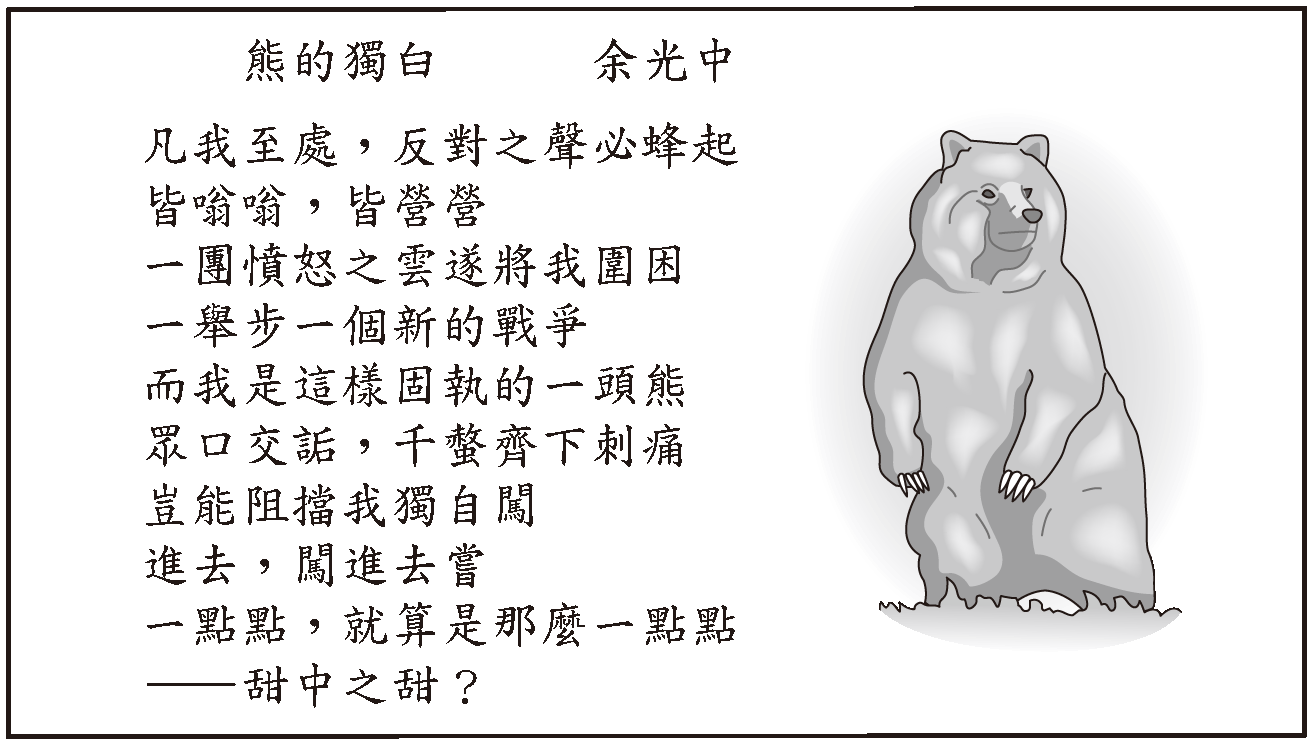 熊的獨白　余光中
凡我至處，反對之聲必蜂起
皆嗡嗡，皆營營
一團憤怒之雲遂將我圍困
一舉步一個新的戰爭
而我是這樣固執的一頭熊
眾口交詬，千螫齊下刺痛
豈能阻擋我獨自闖
進去，闖進去嘗
一點點，就算是那麼一點點
——甜中之甜？